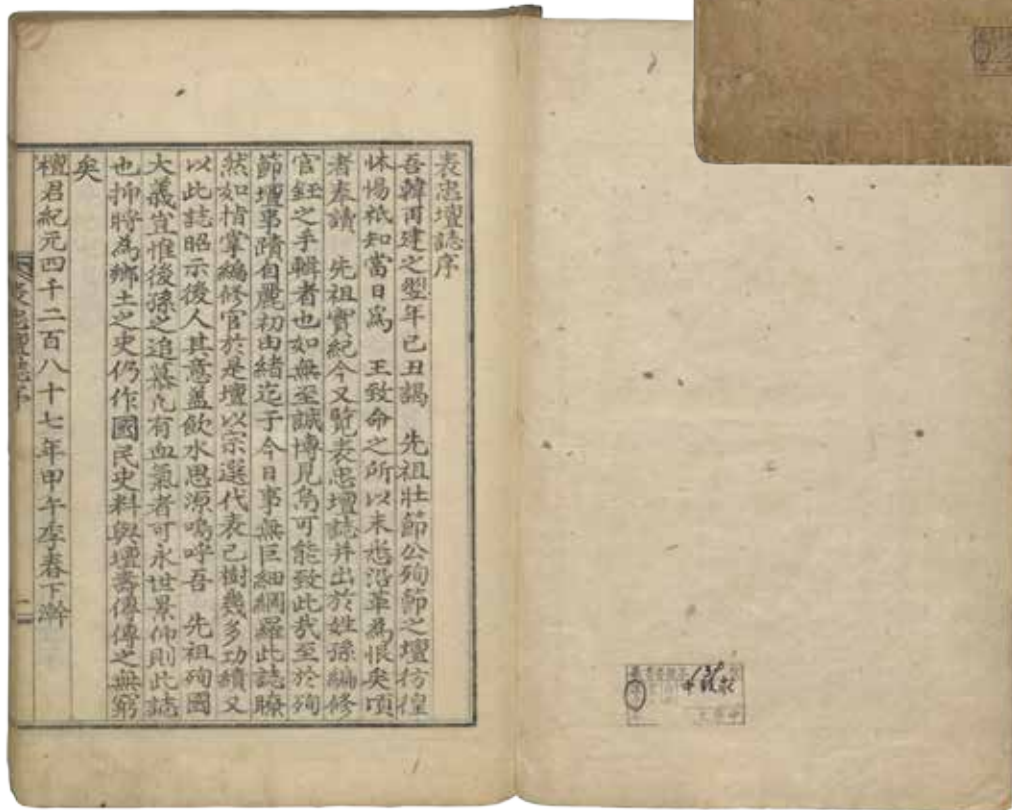 表忠壇誌序
吾韓再建之翌年己丑謁 先祖壯節公殉節之壇彷徨
怵惕祗知當日爲 王致命之所以未悉沿革爲恨矣頃
者奉讀 先祖實紀今又覽表忠壇誌并出於姓孫編修
官鈺之手輯者也如無至誠博見烏可能致此哉至於殉
節壇事蹟自麗初由緖迄于今日事無巨細網羅此誌瞭
然如指掌編修官於是壇以宗選代表已樹幾多功績又
以此誌昭示後人其意盖飮水思源嗚呼吾 先祖殉國
大義豈惟後孫之追慕凡有血氣者可永世景仰則此誌
也抑將爲鄕土之史仍作國民史料與壇壽傳傳之無窮
矣
檀君紀元四千二百八十七年甲午季春下澣
表忠壇誌序